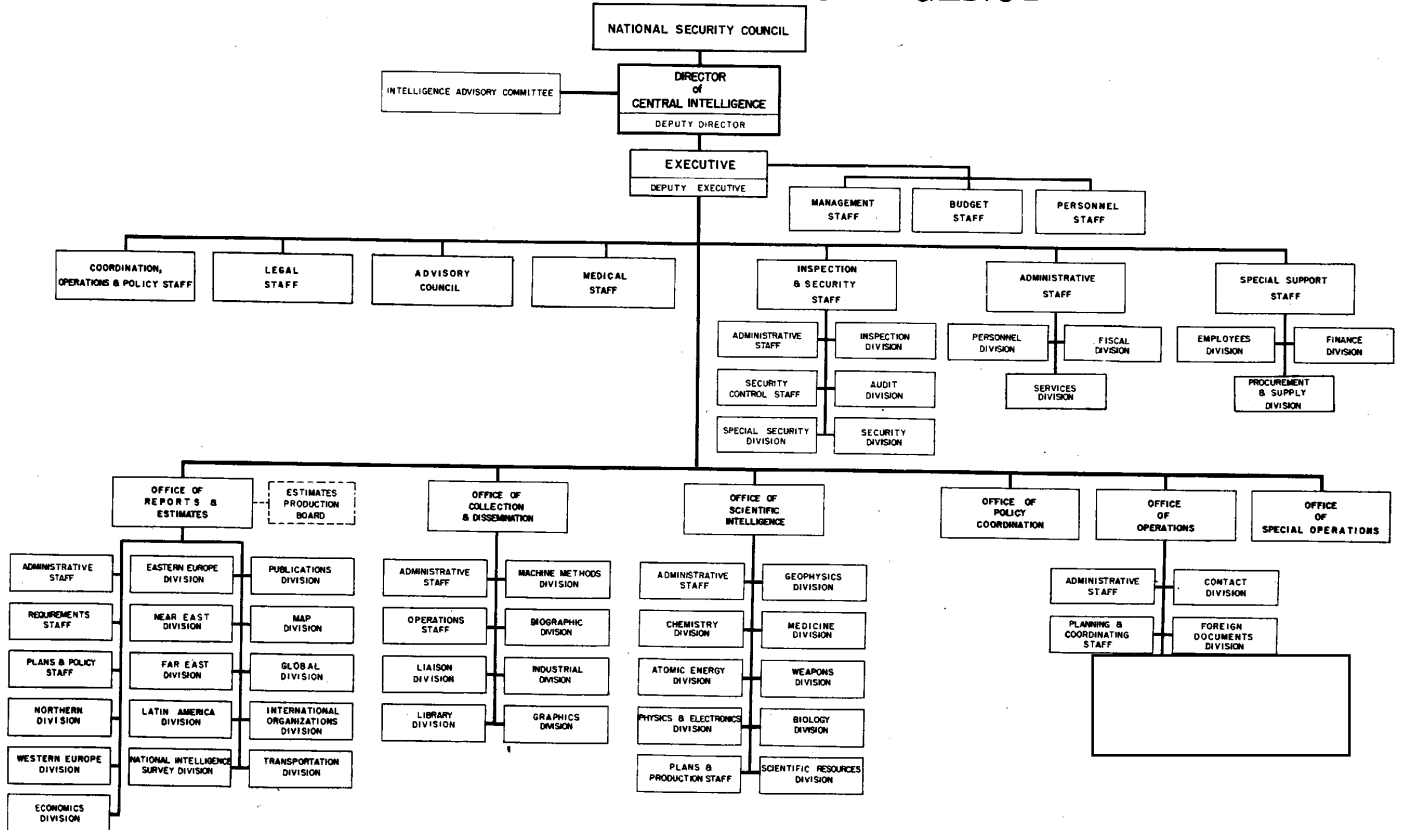 NATIONAL SECURITY COUNCIL
INTELLIGENCE ADVISORY COMMITTEE
DIRECTOR
of
CENTRAL INTELLIGENCE
DEPUTY DIRECTOR
EXECUTIVE
DEPUTY EXECUTIVE
MANAGEMENT
STAFF
BUDGET
STAFF
PERSONNEL
STAFF
COORDINATION,
OPERATIONS & POLICY STAFF
LEGAL
STAFF
ADVISORY
COUNCIL
MEDICAL
STAFF
INSPECTION
& SECURITY
STAFF
ADMINISTRATIVE
STAFF
SPECIAL SUPPORT
STAFF
ADMINISTRATIVE
STAFF
INSPECTION
DIVISION
SECURITY
CONTROL STAFF
AUDIT
DIVISION
SPECIAL SECURITY
DIVISION
SECURITY
DIVISION
PERSONNEL
DIVISION
FISCAL
DIVISION
SERVICES
DIVISION
EMPLOYEES
DIVISION
FINANCE
DIVISION
PROCUREMENT
& SUPPLY
DIVISION
OFFICE OF
REPORTS &
ESTIMATES
ESTIMATES
PRODUCTION
BOARD
OFFICE OF
COLLECTION
& DISSEMINATION
OFFICE OF
SCIENTIFIC
INTELLIGENCE
OFFICE OF
POLICY
COORDINATION
OFFICE
OF
OPERATIONS
OFFICE
OF
SPECIAL OPERATIONS
ADMINISTRATIVE
STAFF
EASTERN EUROPE
DIVISION
PUBLICATIONS
DIVISION
REQUIREMENTS
STAFF
NEAR EAST
DIVISION
MAP
DIVISION
PLANS & POLICY
STAFF
FAR EAST
DIVISION
GLOBAL
DIVISION
NORTHERN
DIVISION
LATIN AMERICA
DIVISION
INTERNATIONAL
ORGANIZATIONS
DIVISION
WESTERN EUROPE
DIVISION
NATIONAL INTELLIGENCE
SURVEY DIVISION
TRANSPORTATION
DIVISION
ECONOMICS
DIVISION
ADMINISTRATIVE
STAFF
MACHINE METHODS
DIVISION
OPERATIONS
STAFF
BIOGRAPHIC
DIVISION
LIAISON
DIVISION
INDUSTRIAL
DIVISION
LIBRARY
DIVISION
GRAPHICS
DIVISION
ADMINISTRATIVE
STAFF
GEOPHYSICS
DIVISION
CHEMISTRY
DIVISION
MEDICINE
DIVISION
ATOMIC ENERGY
DIVISION
WEAPONS
DIVISION
PHYSICS & ELECTRONICS
DIVISION
BIOLOGY
DIVISION
PLANS &
PRODUCTION STAFF
SCIENTIFIC RESOURCES
DIVISION
ADMINISTRATIVE
STAFF
CONTACT
DIVISION
PLANNING &
COORDINATING
STAFF
FOREIGN
DOCUMENTS
DIVISION